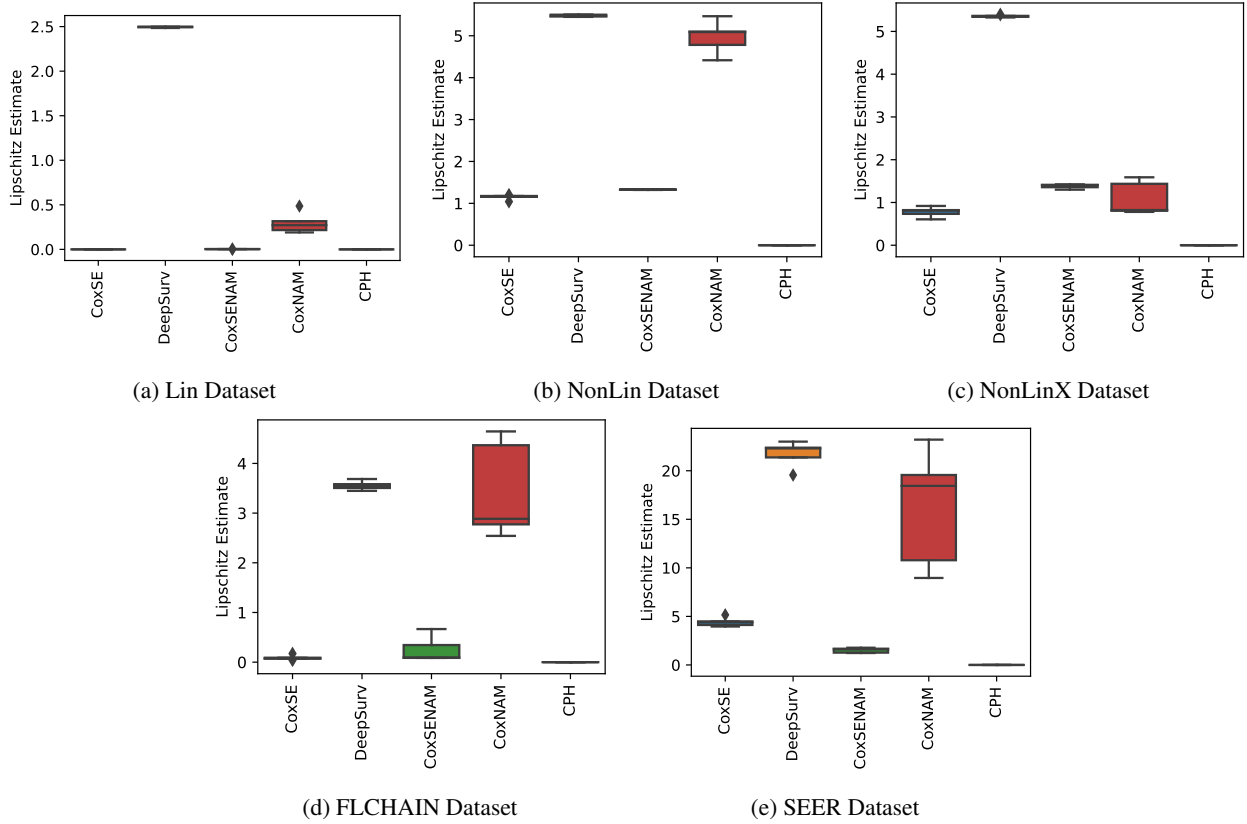 2.5
2.0
1.5
1.0
0.5
0.0
Lipschitz Estimate
CoxSE
DeepSurv
CoxSENAM
CoxNAM
CPH
(a) Lin Dataset
5
4
3
2
1
0
Lipschitz Estimate
CoxSE
DeepSurv
CoxSENAM
CoxNAM
CPH
(b) NonLin Dataset
5
4
3
2
1
0
Lipschitz Estimate
CoxSE
DeepSurv
CoxSENAM
CoxNAM
CPH
(c) NonLinX Dataset
4
3
2
1
0
Lipschitz Estimate
CoxSE
DeepSurv
CoxSENAM
CoxNAM
CPH
(d) FLCHAIN Dataset
20
15
10
5
0
Lipschitz Estimate
CoxSE
DeepSurv
CoxSENAM
CoxNAM
CPH
(e) SEER Dataset